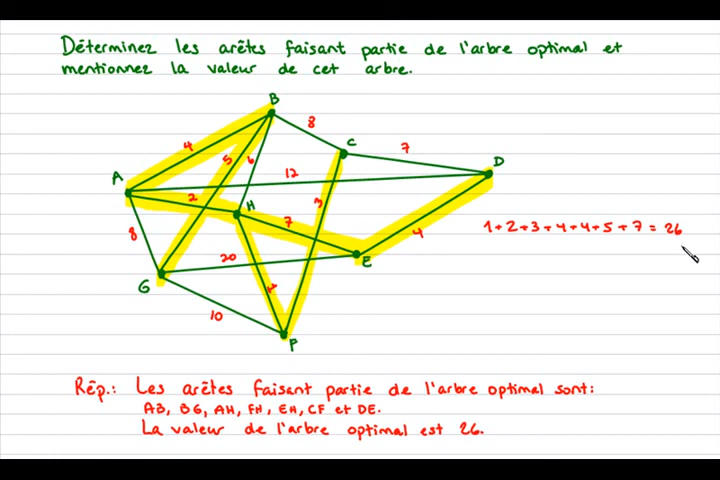 Déterminez les arêtes faisant partie de l'arbre optimal et
mentionnez la valeur de cet arbre.
B
8
C
4
7
D
5
6
A
12
2
H
3
7
8
4
1+2+3+4+4+5+7=26
20
E
G
1
10
F
Rép.: Les arêtes faisant partie de l'arbre optimal sont:
AB, BG, AH, FH, EH, CF et DE.
La valeur de l'arbre optimal est 26.